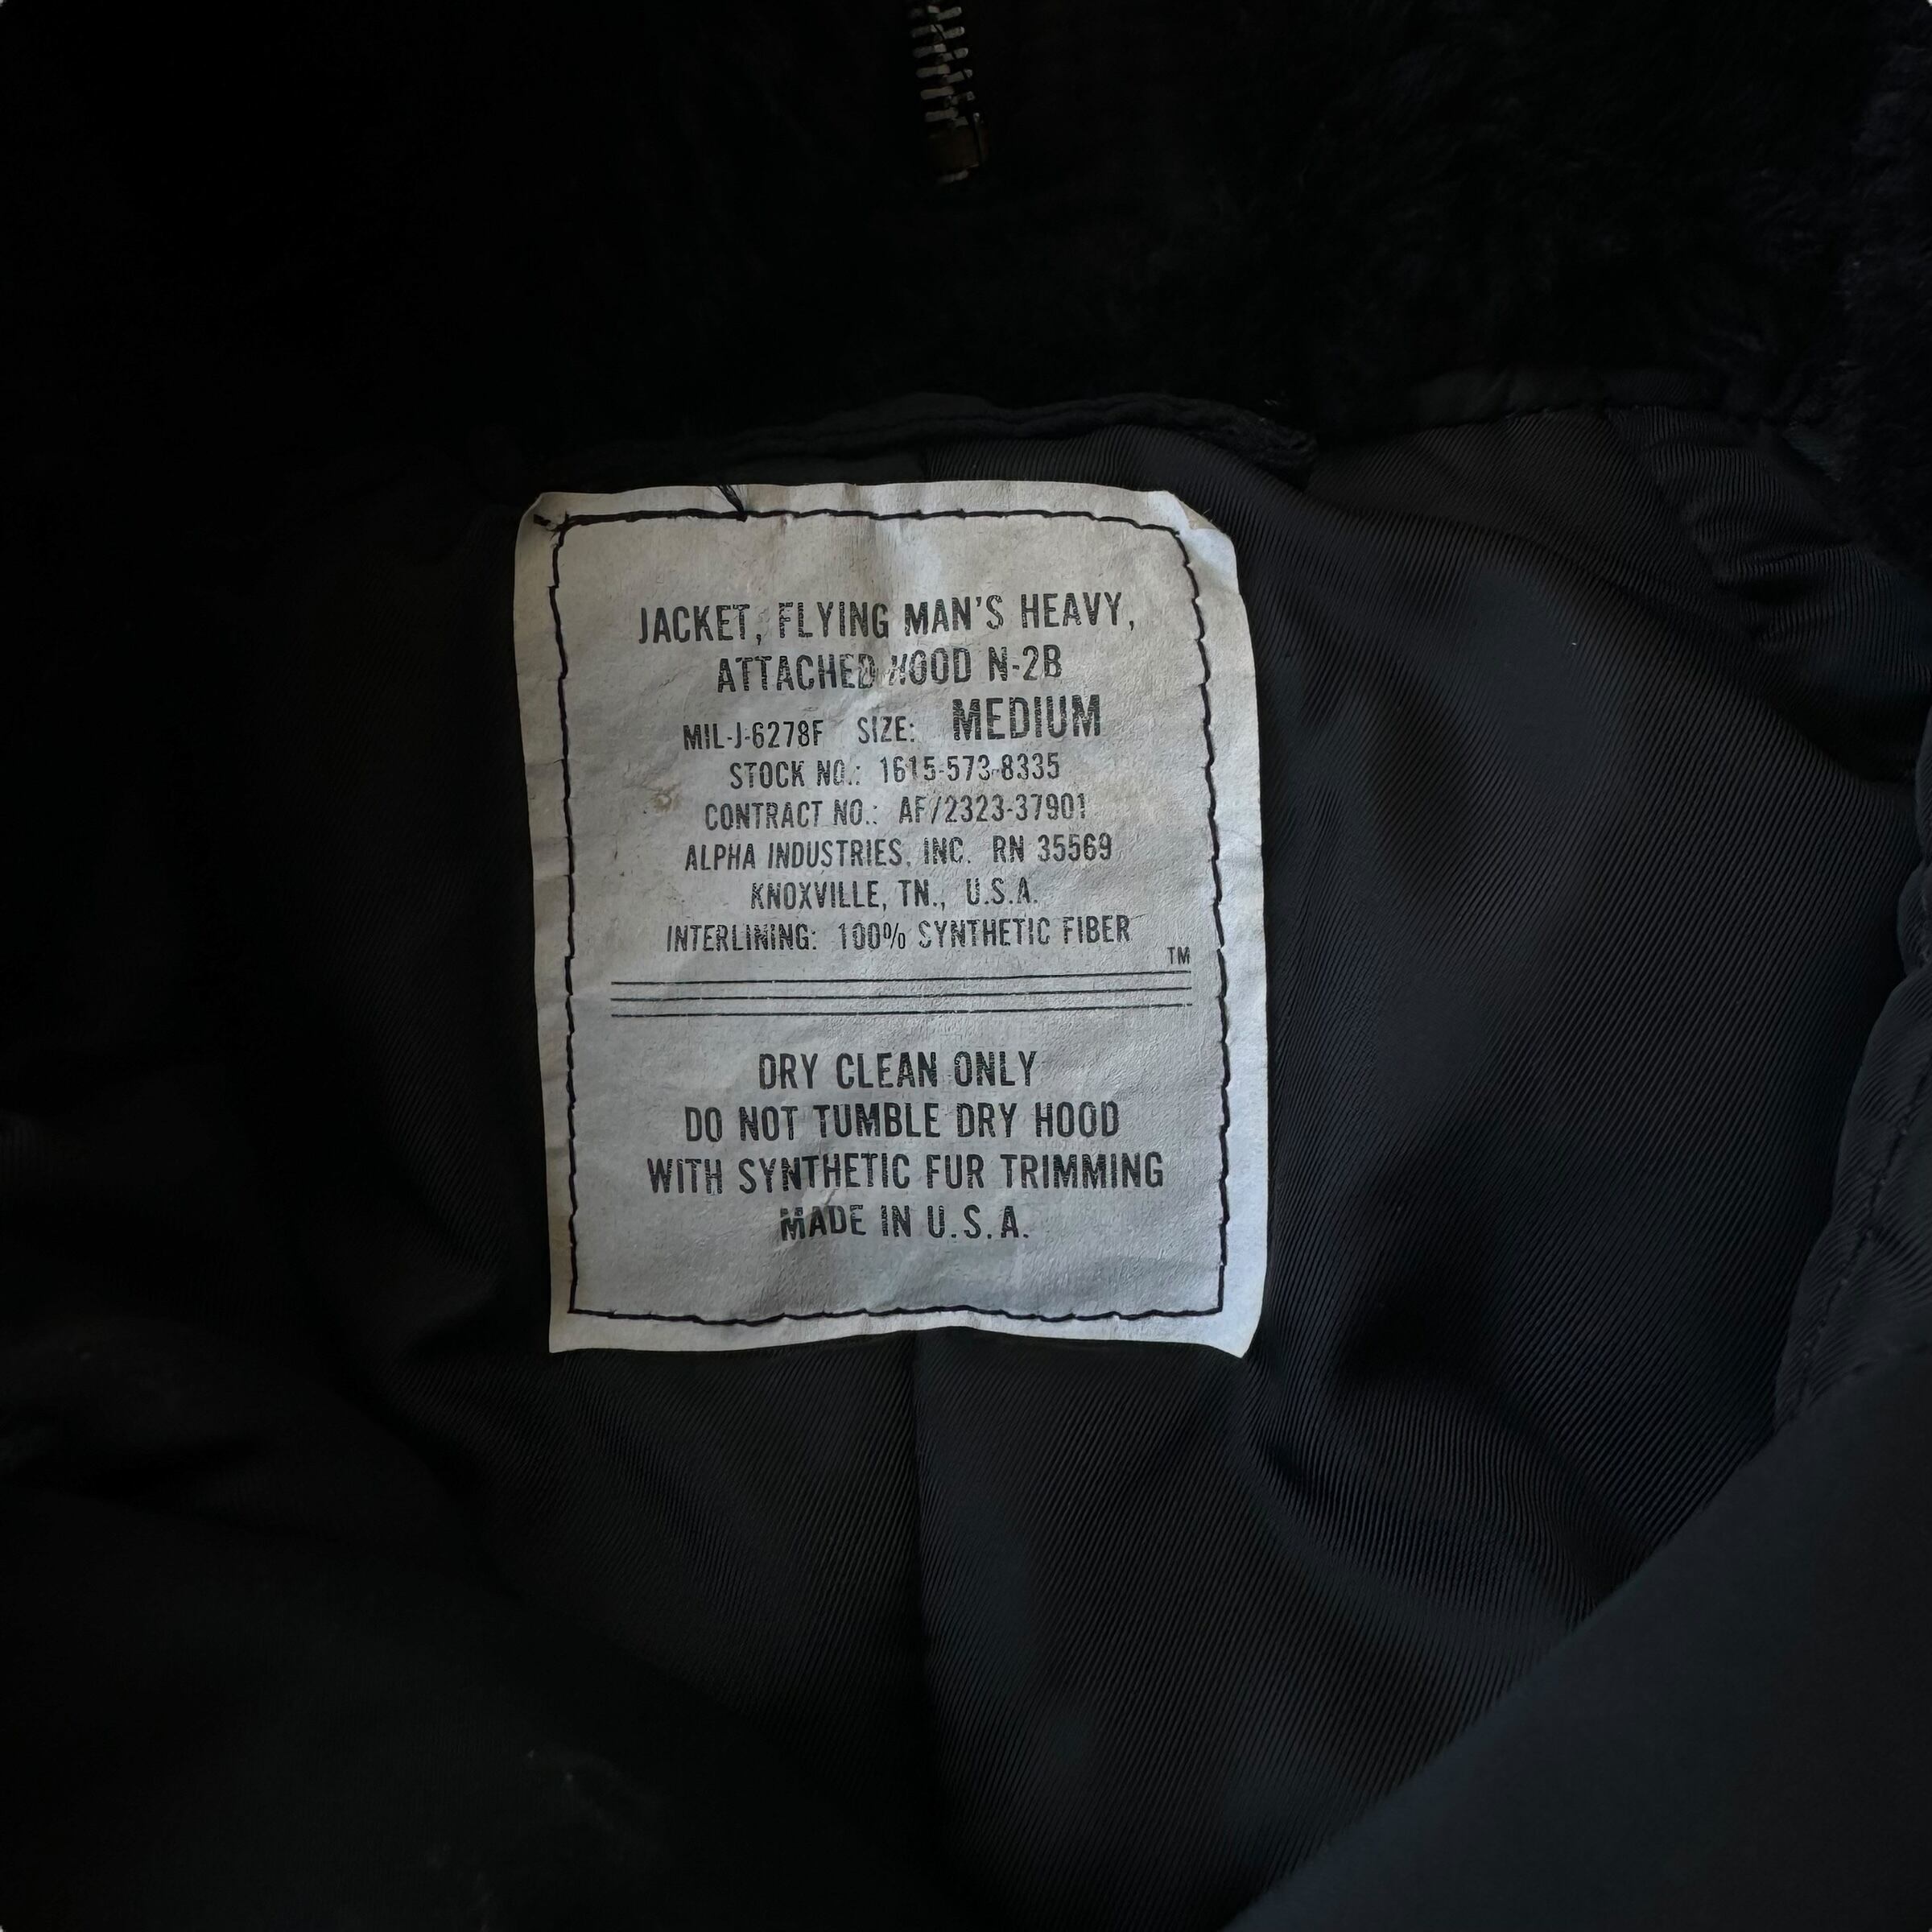 JACKET, FLYING MAN'S HEAVY,
ATTACHED HOOD N-2B
MIL-J-6278F SIZE: MEDIUM
STOCK NO.: 1615-573-8335
CONTRACT NO.: AF/2323-37901
ALPHA INDUSTRIES, INC. RN 35569
KNOXVILLE, TN., U.S.A.
INTERLINING: 100% SYNTHETIC FIBER
TM
DRY CLEAN ONLY
DO NOT TUMBLE DRY HOOD
WITH SYNTHETIC FUR TRIMMING
MADE IN U.S.A.